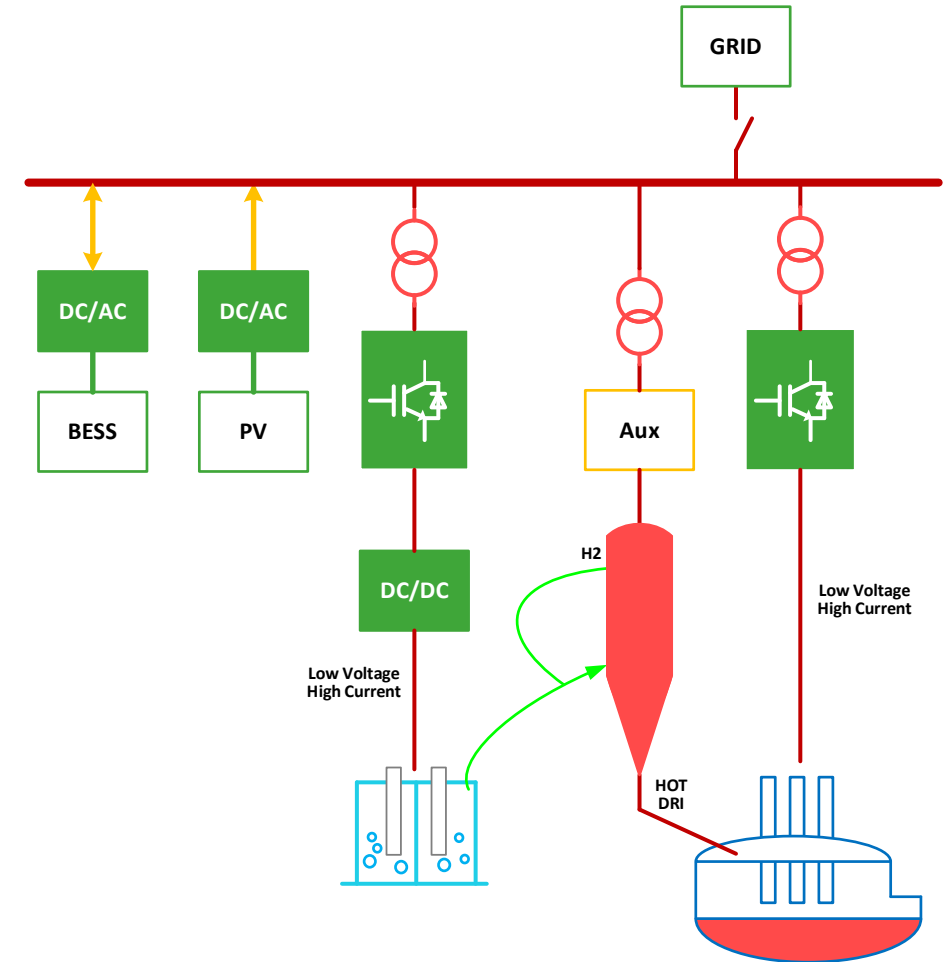 GRID
DC/AC
DC/AC
BESS
PV
Aux
H2
DC/DC
Low Voltage
High Current
Low Voltage
High Current
HOT
DRI